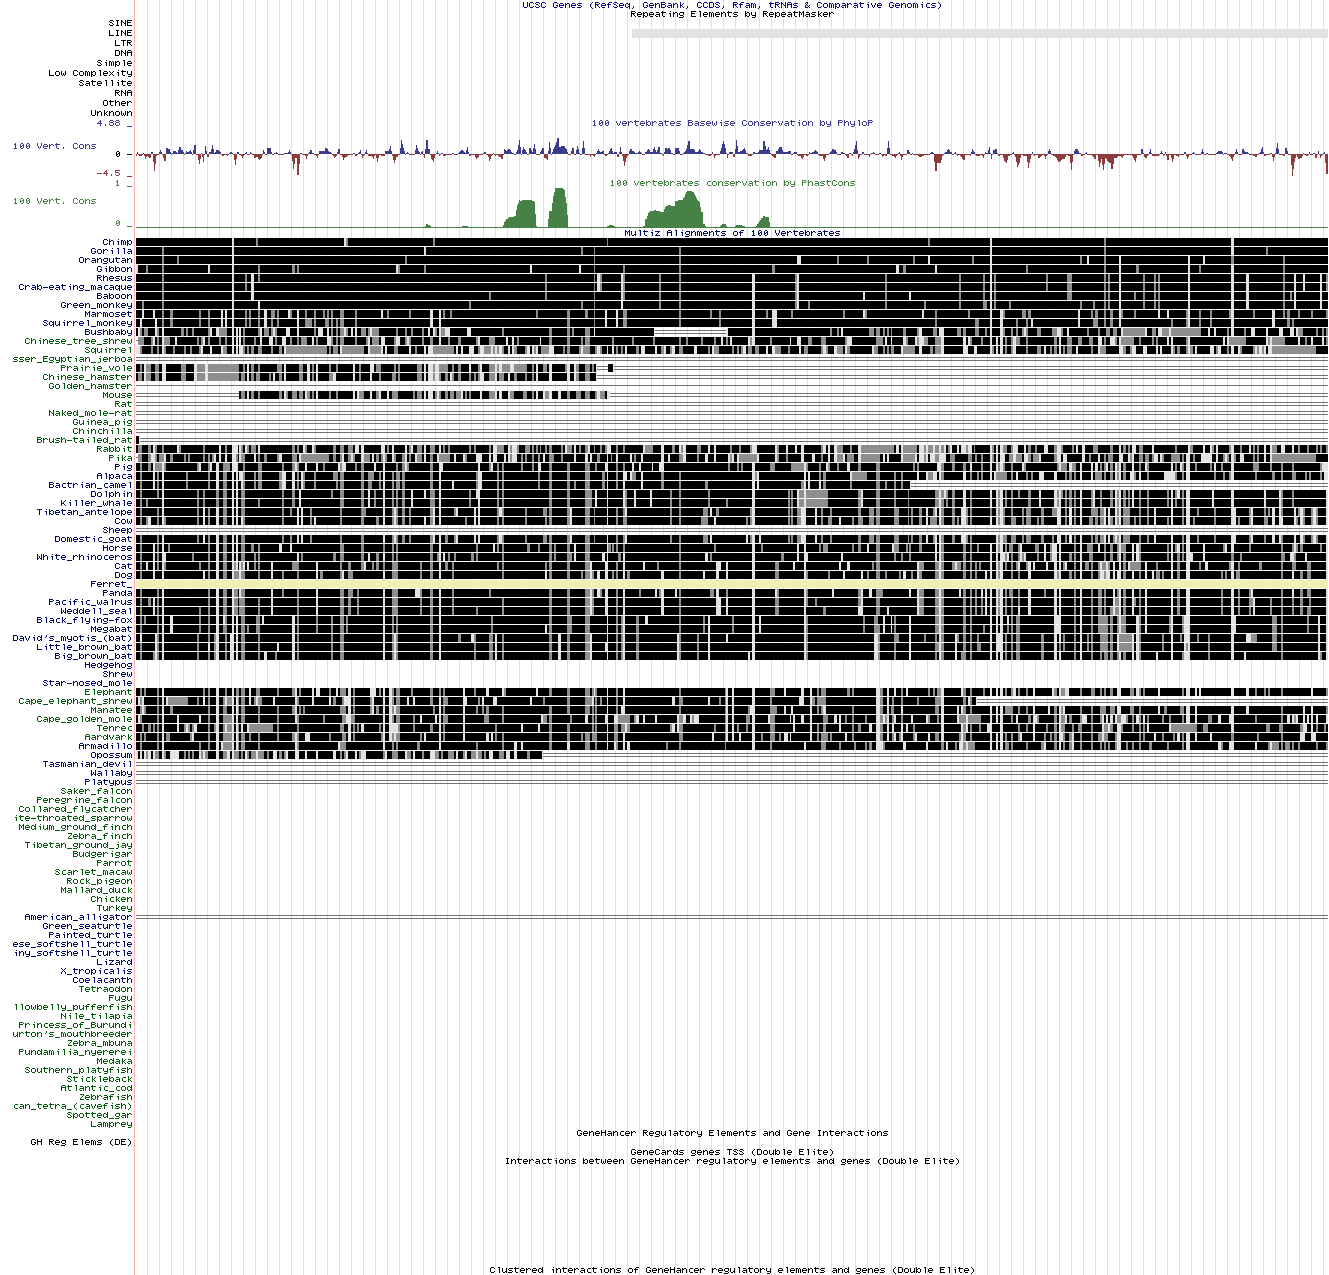 UCSC Genes (RefSeq, GenBank, CCDS, Rfam, tRNAs & Comparative Genomics)
Repeating Elements by RepeatMasker
SINE
LINE
LTR
DNA
Simple
Low Complexity
Satellite
RNA
Other
Unknown
4.88 _
100 vertebrates Basewise Conservation by PhyloP
100 Vert. Cons
0 -
-4.5 _
1 _
100 vertebrates conservation by PhastCons
100 Vert. Cons
0 _
Multiz Alignments of 100 Vertebrates
Chimp
Gorilla
Orangutan
Gibbon
Rhesus
Crab-eating_macaque
Baboon
Green_monkey
Marmoset
Squirrel_monkey
Bushbaby
Chinese_tree_shrew
Squirrel
sser_Egyptian_jerboa
Prairie_vole
Chinese_hamster
Golden_hamster
Mouse
Rat
Naked_mole-rat
Guinea_pig
Chinchilla
Brush-tailed_rat
Rabbit
Pika
Pig
Alpaca
Bactrian_camel
Dolphin
Killer_whale
Tibetan_antelope
Cow
Sheep
Domestic_goat
Horse
White_rhinoceros
Cat
Dog
Ferret_
Panda
Pacific_walrus
Weddell_seal
Black_flying-fox
Megabat
David's_myotis_(bat)
Little_brown_bat
Big_brown_bat
Hedgehog
Shrew
Star-nosed_mole
Elephant
Cape_elephant_shrew
Manatee
Cape_golden_mole
Tenrec
Aardvark
Armadillo
Opossum
Tasmanian_devil
Wallaby
Platypus
Saker_falcon
Peregrine_falcon
Collared_flycatcher
ite-throated_sparrow
Medium_ground_finch
Zebra_finch
Tibetan_ground_jay
Budgerigar
Parrot
Scarlet_macaw
Rock_pigeon
Mallard_duck
Chicken
Turkey
American_alligator
Green_seaturtle
Painted_turtle
ese_softshell_turtle
iny_softshell_turtle
Lizard
X_tropicalis
Coelacanth
Tetraodon
Fugu
llowbelly_pufferfish
Nile_tilapia
Princess_of_Burundi
urton's_mouthbreeder
Zebra_mbuna
Pundamilia_nyererei
Medaka
Southern_platyfish
Stickleback
Atlantic_cod
Zebrafish
can_tetra_(cavefish)
Spotted_gar
Lamprey
GeneHancer Regulatory Elements and Gene Interactions
GH Reg Elems (DE)
GeneCards genes TSS (Double Elite)
Interactions between GeneHancer regulatory elements and genes (Double Elite)
Clustered interactions of GeneHancer regulatory elements and genes (Double Elite)